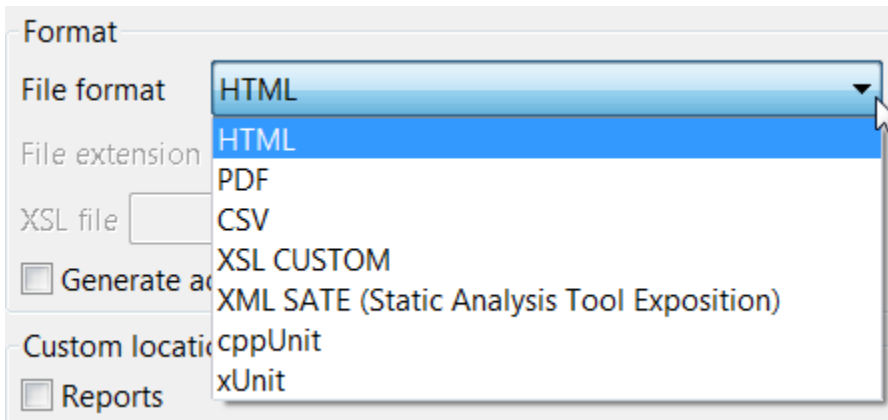 Format
File format HTML
HTML
File extension
PDF
XSL file
CSV
XSL CUSTOM
Generate
XML SATE (Static Analysis Tool Exposition)
Custom
cppUnit
xUnit
Reports